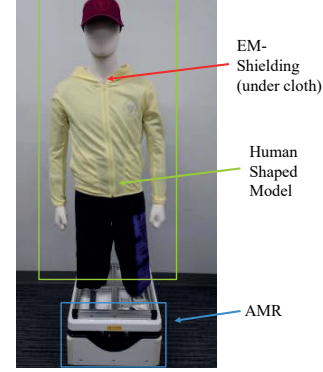 EM-
Shielding
(under cloth)
Human
Shaped
Model
AMR